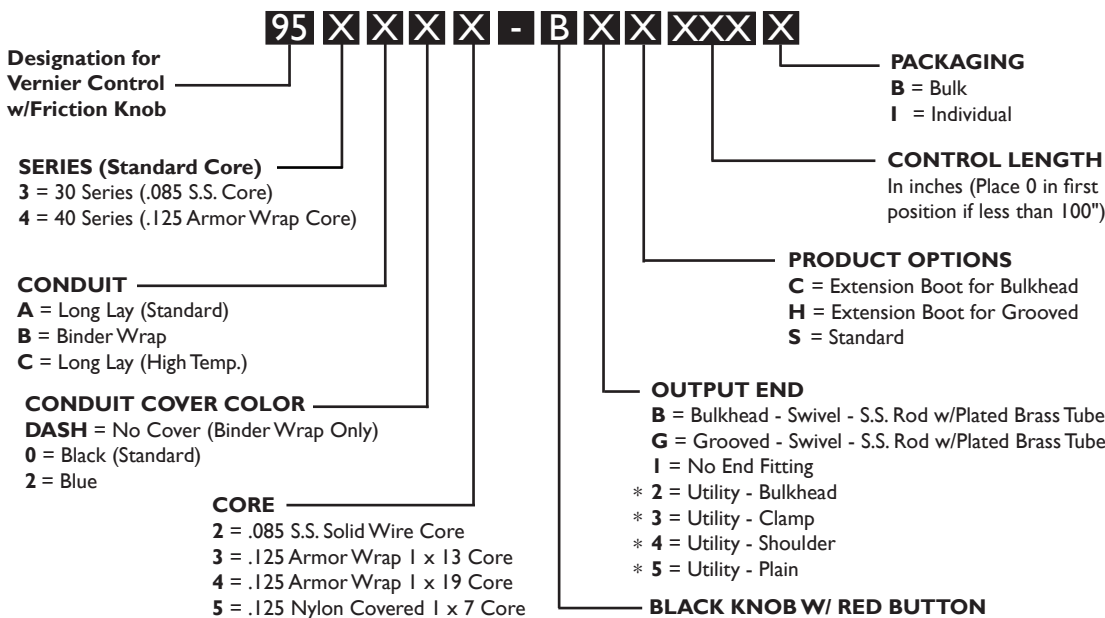 95 X X X X - B X X XXX X
Designation for
Vernier Control
w/Friction Knob
SERIES (Standard Core)
3 = 30 Series (.085 S.S. Core)
4 = 40 Series (.125 Armor Wrap Core)
CONDUIT
A = Long Lay (Standard)
B = Binder Wrap
C = Long Lay (High Temp.)
CONDUIT COVER COLOR
DASH = No Cover (Binder Wrap Only)
0 = Black (Standard)
2 = Blue
CORE
2 = .085 S.S. Solid Wire Core
3 = .125 Armor Wrap 1 x 13 Core
4 = .125 Armor Wrap 1 x 19 Core
5 = .125 Nylon Covered 1 x 7 Core
PACKAGING
B = Bulk
I = Individual
CONTROL LENGTH
In inches (Place 0 in first
position if less than 100")
PRODUCT OPTIONS
C = Extension Boot for Bulkhead
H = Extension Boot for Grooved
S = Standard
OUTPUT END
B = Bulkhead - Swivel - S.S. Rod w/Plated Brass Tube
G = Grooved - Swivel - S.S. Rod w/Plated Brass Tube
1 = No End Fitting
* 2 = Utility - Bulkhead
* 3 = Utility - Clamp
* 4 = Utility - Shoulder
* 5 = Utility - Plain
BLACK KNOB W/ RED BUTTON